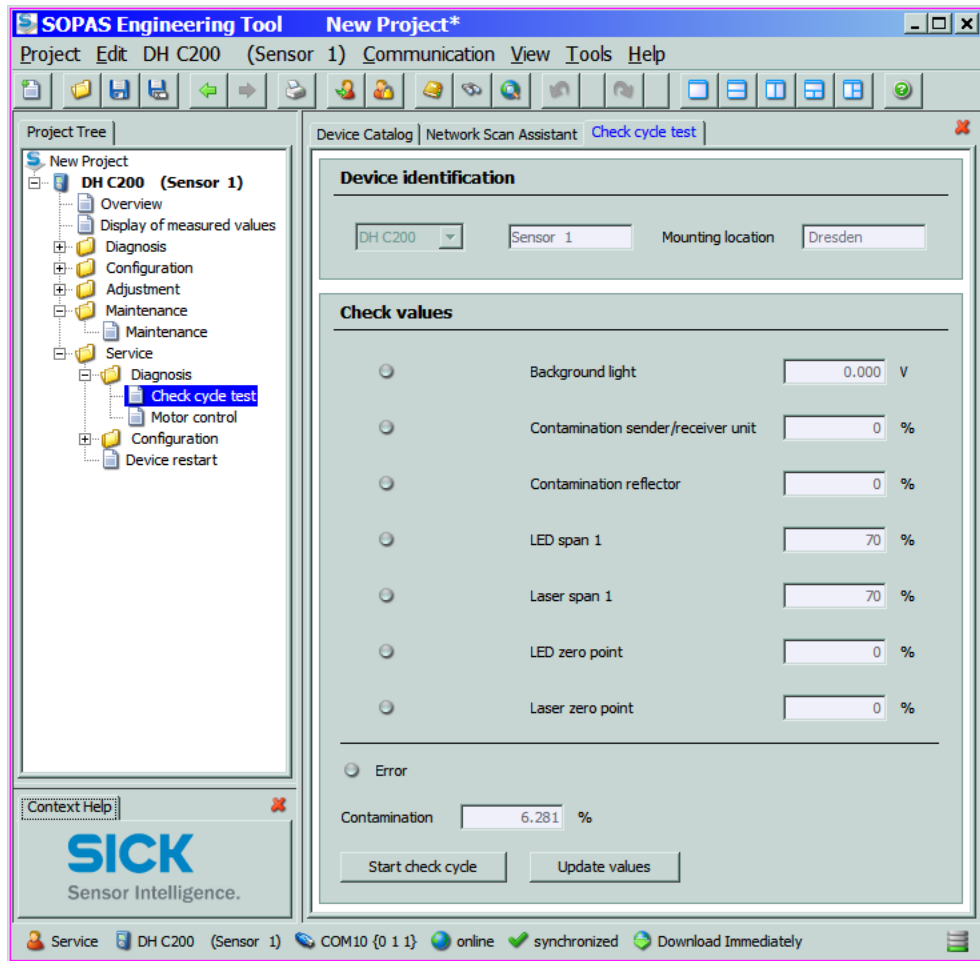 SOPAS Engineering Tool New Project*
Project Edit DH C200 (Sensor 1) Communication View Tools Help
Project Tree
New Project
DH C200 (Sensor 1)
Overview
Display of measured values
Diagnosis
Configuration
Adjustment
Maintenance
Maintenance
Service
Diagnosis
Check cycle test
Motor control
Configuration
Device restart
Context Help
SICK
Sensor Intelligence.
Device Catalog Network Scan Assistant Check cycle test
Device identification
DH C200 Sensor 1 Mounting location Dresden
Check values
Background light 0.000 V
Contamination sender/receiver unit 0 %
Contamination reflector 0 %
LED span 1 70 %
Laser span 1 70 %
LED zero point 0 %
Laser zero point 0 %
Error
Contamination 6.281 %
Start check cycle Update values
Service DH C200 (Sensor 1) COM10 {0 1 1} online synchronized Download Immediately